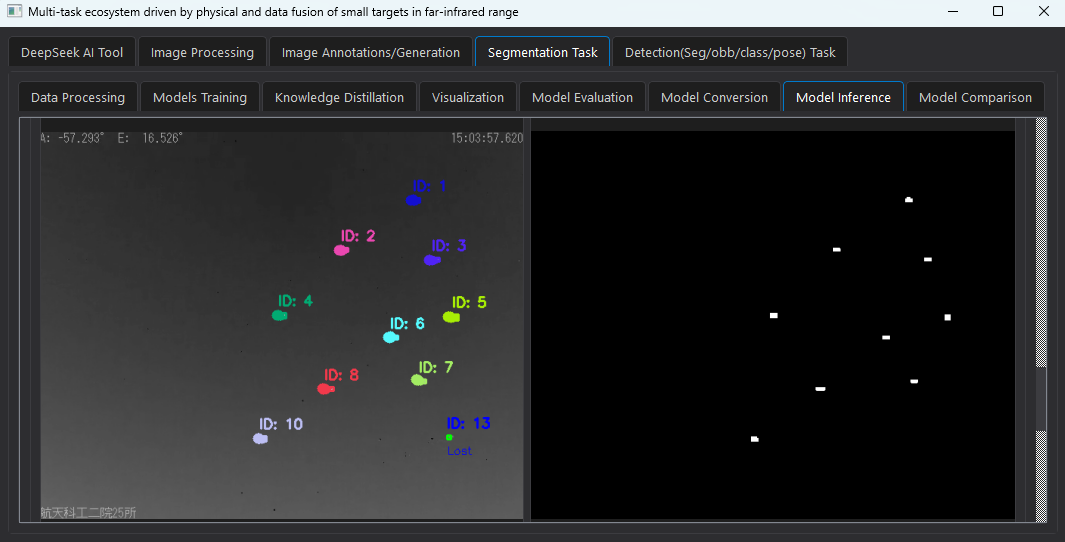 Multi-task ecosystem driven by physical and data fusion of small targets in far-infrared range
DeepSeek AI Tool
Image Processing
Image Annotations/Generation
Segmentation Task
Detection(Seg/obb/class/pose) Task
Data Processing
Models Training
Knowledge Distillation
Visualization
Model Evaluation
Model Conversion
Model Inference
Model Comparison
A: -57.293° E: 16.526°
15:03:57.620
ID: 1
ID: 2
ID: 3
ID: 4
ID: 5
ID: 6
ID: 7
ID: 8
ID: 10
ID: 13
Lost
航天科工二院25所